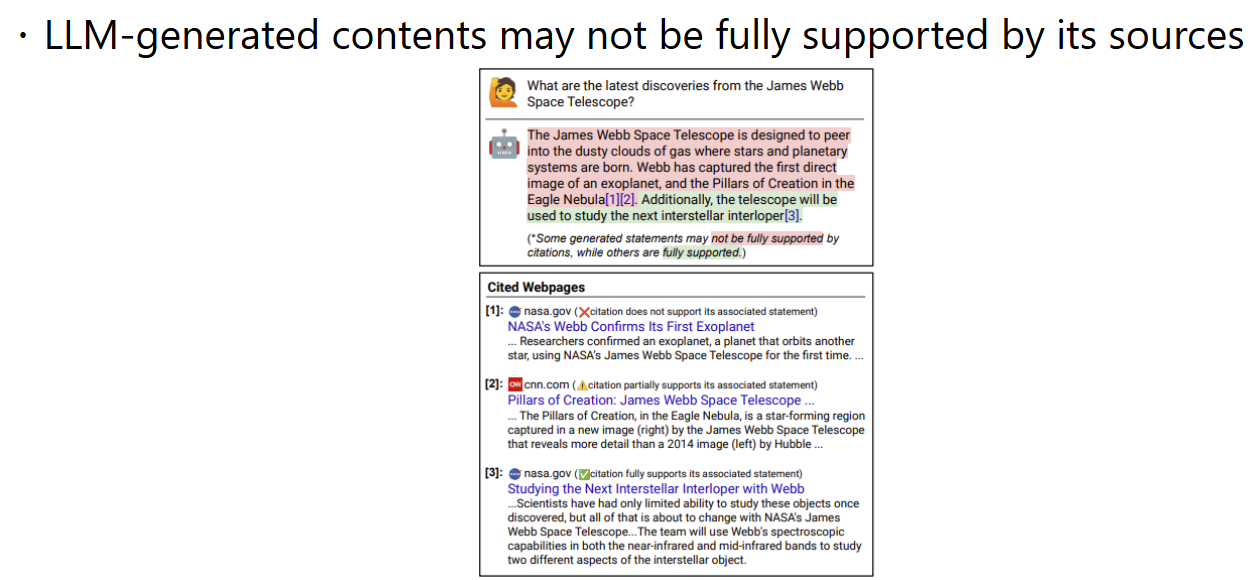 · LLM-generated contents may not be fully supported by its sources
What are the latest discoveries from the James Webb
Space Telescope?
The James Webb Space Telescope is designed to peer
into the dusty clouds of gas where stars and planetary
systems are born. Webb has captured the first direct
image of an exoplanet, and the Pillars of Creation in the
Eagle Nebula[1][2]. Additionally, the telescope will be
used to study the next interstellar interloper[3].
(*Some generated statements may not be fully supported by
citations, while others are fully supported.)
Cited Webpages
[1]: nasa.gov (❌citation does not support its associated statement)
NASA's Webb Confirms Its First Exoplanet
... Researchers confirmed an exoplanet, a planet that orbits another
star, using NASA's James Webb Space Telescope for the first time. ...
[2]: CNN cnn.com (⚠️citation partially supports its associated statement)
Pillars of Creation: James Webb Space Telescope ...
... The Pillars of Creation, in the Eagle Nebula, is a star-forming region
captured in a new image (right) by the James Webb Space Telescope
that reveals more detail than a 2014 image (left) by Hubble ...
[3]: nasa.gov (✅citation fully supports its associated statement)
Studying the Next Interstellar Interloper with Webb
...Scientists have had only limited ability to study these objects once
discovered, but all of that is about to change with NASA's James
Webb Space Telescope...The team will use Webb's spectroscopic
capabilities in both the near-infrared and mid-infrared bands to study
two different aspects of the interstellar object.